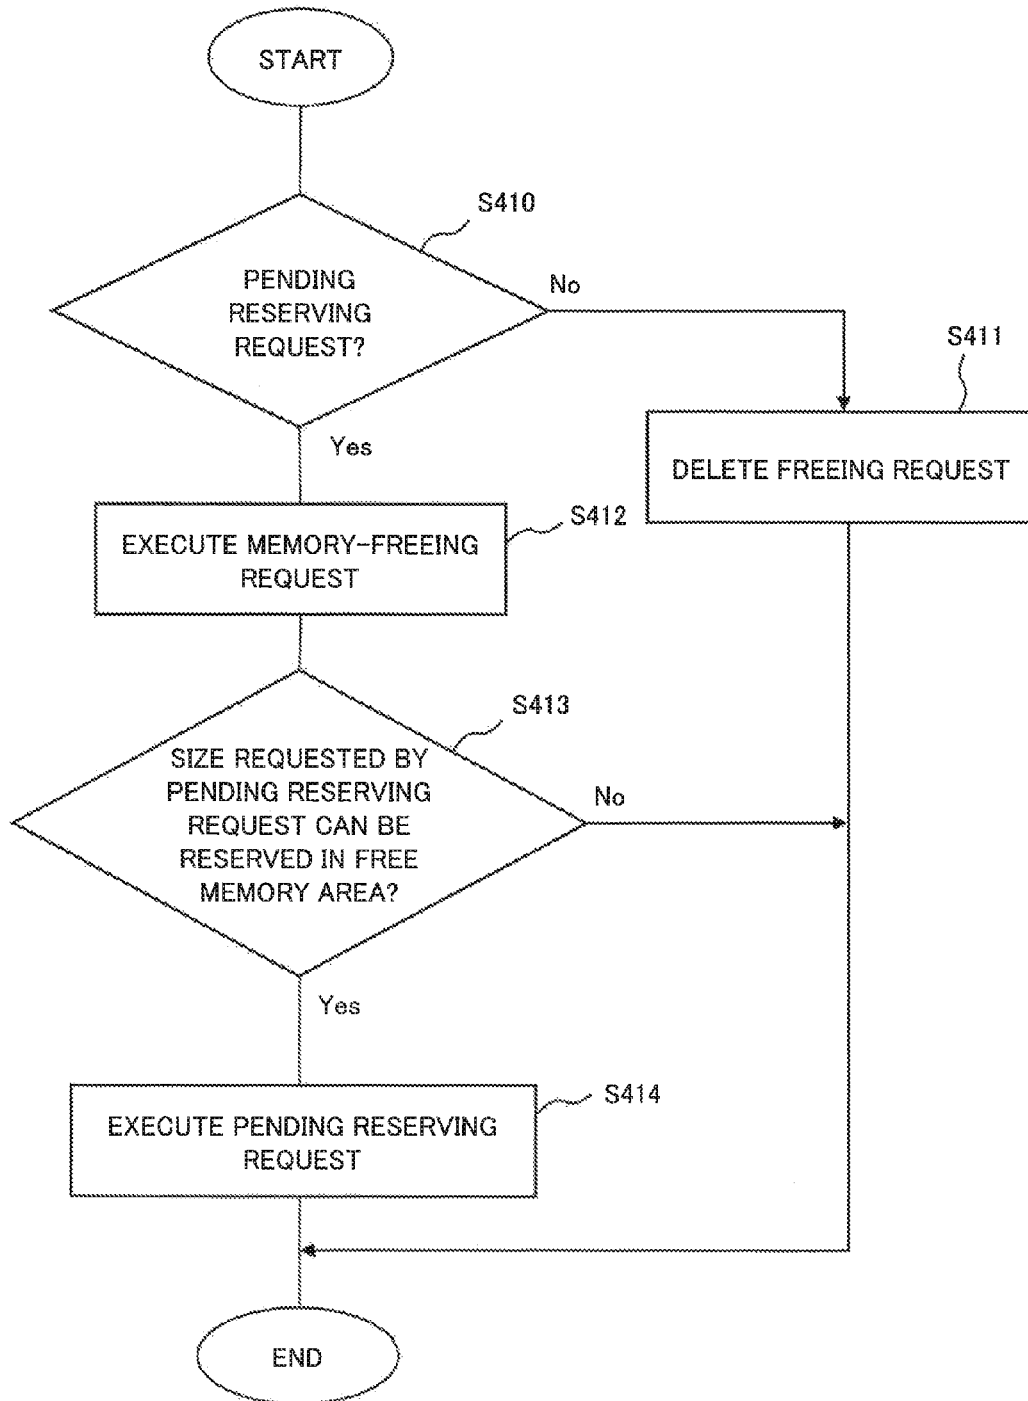 START
S410
PENDING
RESERVING
REQUEST?
No
S411
DELETE FREEING REQUEST
Yes
S412
EXECUTE MEMORY-FREEING
REQUEST
S413
SIZE REQUESTED BY
PENDING RESERVING
REQUEST CAN BE
RESERVED IN FREE
MEMORY AREA?
No
Yes
S414
EXECUTE PENDING RESERVING
REQUEST
END